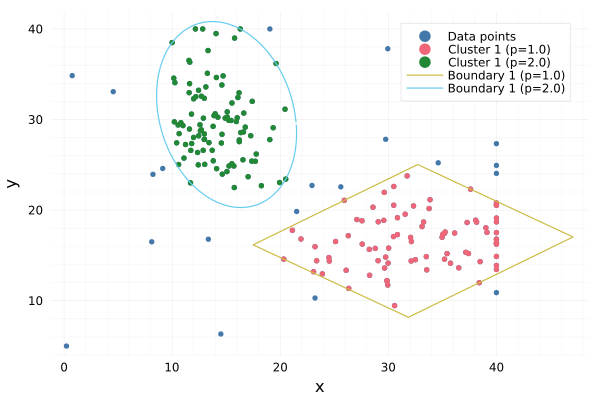 40
30
20
10
y
0
10
20
30
40
x
Data points
Cluster 1 (p=1.0)
Cluster 1 (p=2.0)
Boundary 1 (p=1.0)
Boundary 1 (p=2.0)